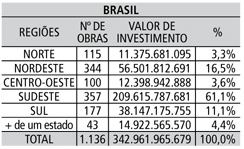 BRASIL
REGIÕES Nº DE OBRAS VALOR DE INVESTIMENTO %
NORTE 115 11.375.681.095 3,3%
NORDESTE 344 56.501.812.691 16,5%
CENTRO-OESTE 100 12.398.942.888 3,6%
SUDESTE 357 209.615.787.681 61,1%
SUL 177 38.147.175.755 11,1%
+ de um estado 43 14.922.565.570 4,4%
TOTAL 1.136 342.961.965.679 100,0%